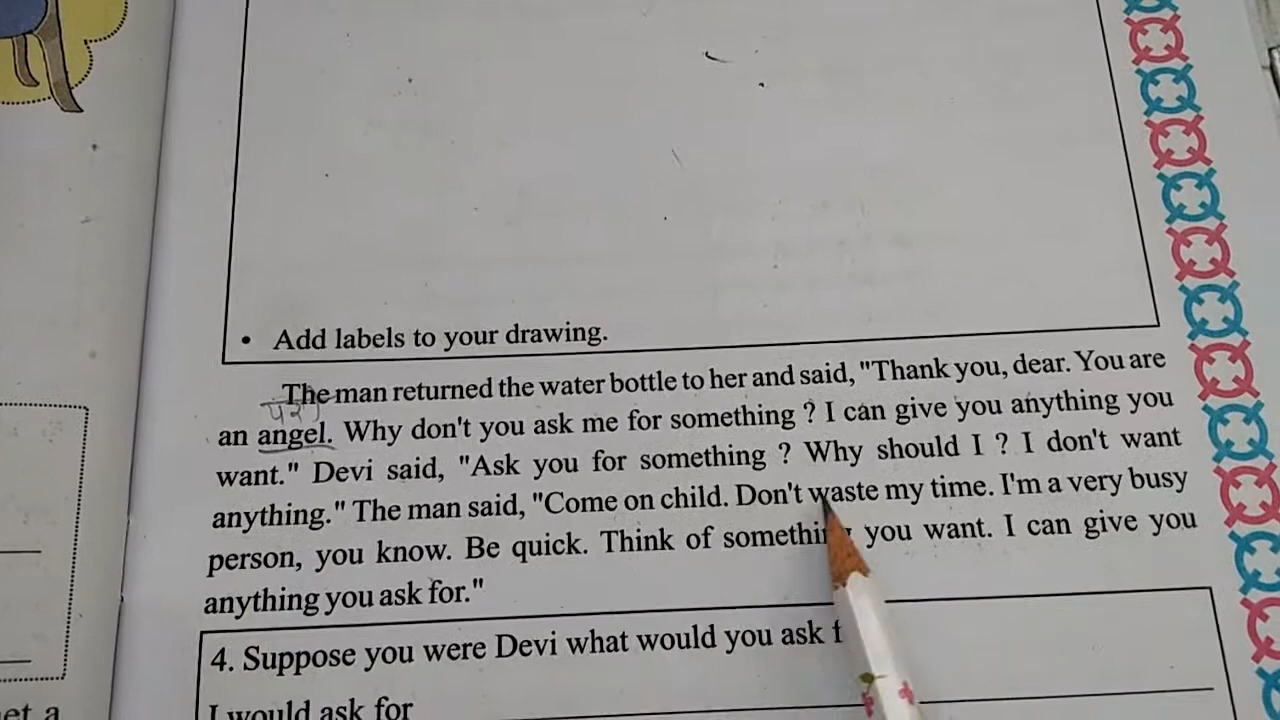 • Add labels to your drawing.
The man returned the water bottle to her and said, "Thank you, dear. You are
an angel. Why don't you ask me for something ? I can give you anything you
want." Devi said, "Ask you for something ? Why should I ? I don't want
anything." The man said, "Come on child. Don't waste my time. I'm a very busy
person, you know. Be quick. Think of something you want. I can give you
anything you ask for."
4. Suppose you were Devi what would you ask f
I would ask for
et a